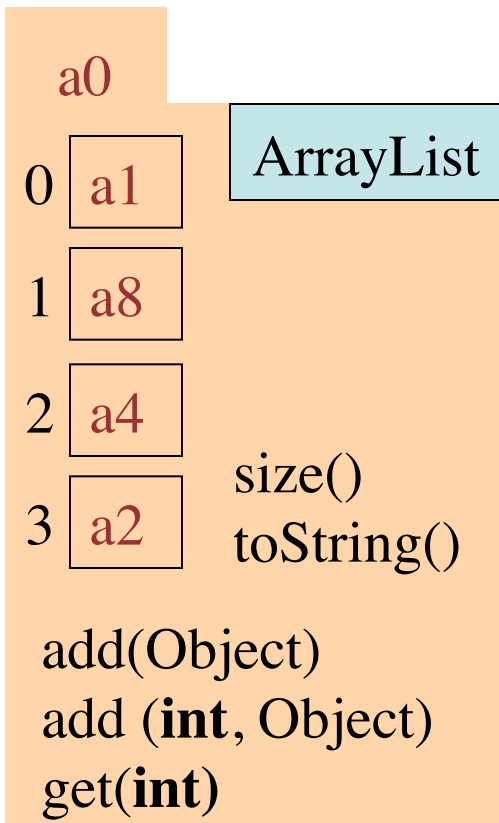 a0
ArrayList
0 a1
1 a8
2 a4
3 a2
size()
toString()
add(Object)
add (int, Object)
get(int)